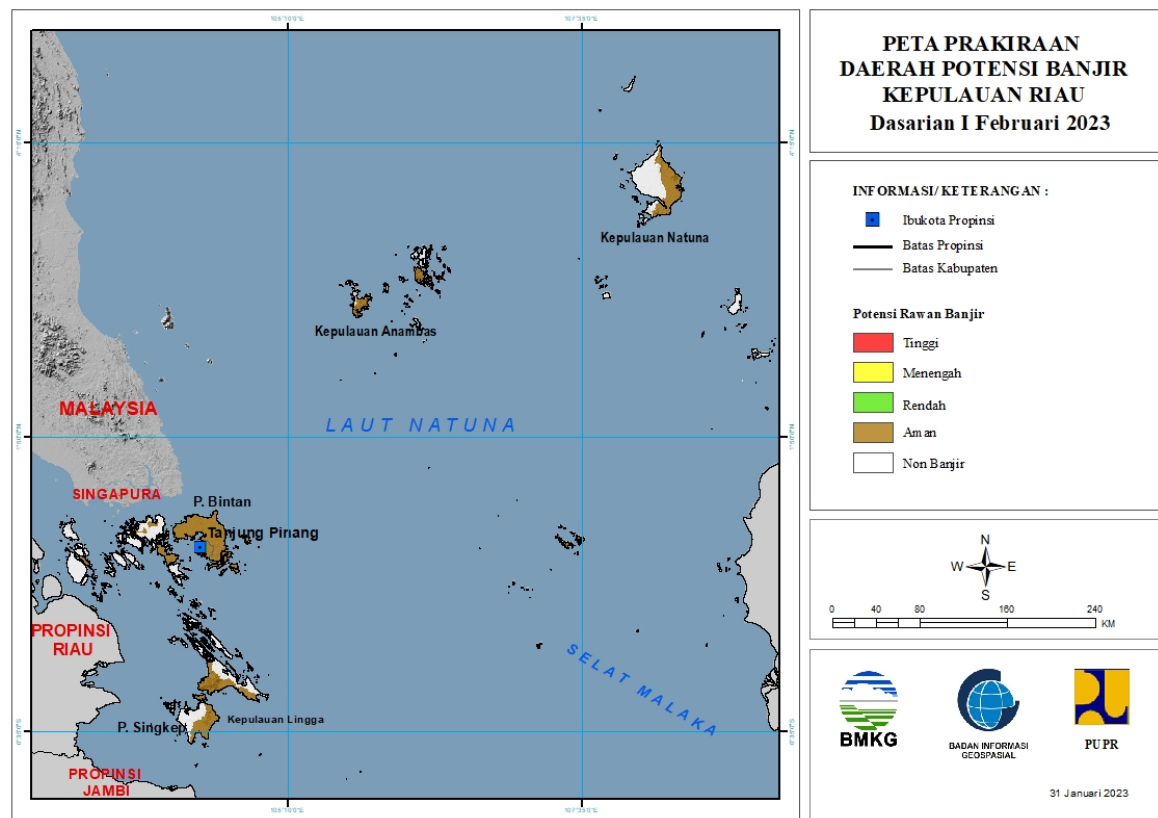 PETA PRAKIRAAN
DAERAH POTENSI BANJIR
KEPULAUAN RIAU
Dasarian I Februari 2023
INFORMASI/ KETERANGAN :
Ibukota Propinsi
Batas Propinsi
Batas Kabupaten
Potensi Rawan Banjir
Tinggi
Menengah
Rendah
Aman
Non Banjir
N
W E
S
0 40 80 160 240
KM
BMKG
BADAN INFORMASI
GEOSPASIAL
PUPR
31 Januari 2023
Kepulauan Natuna
Kepulauan Anambas
MALAYSIA
LAUT NATUNA
SINGAPURA
P. Bintan
Tanjung Pinang
PROPINSI
RIAU
SELAT MALAKA
P. Singkep
Kepulauan Lingga
PROPINSI
JAMBI